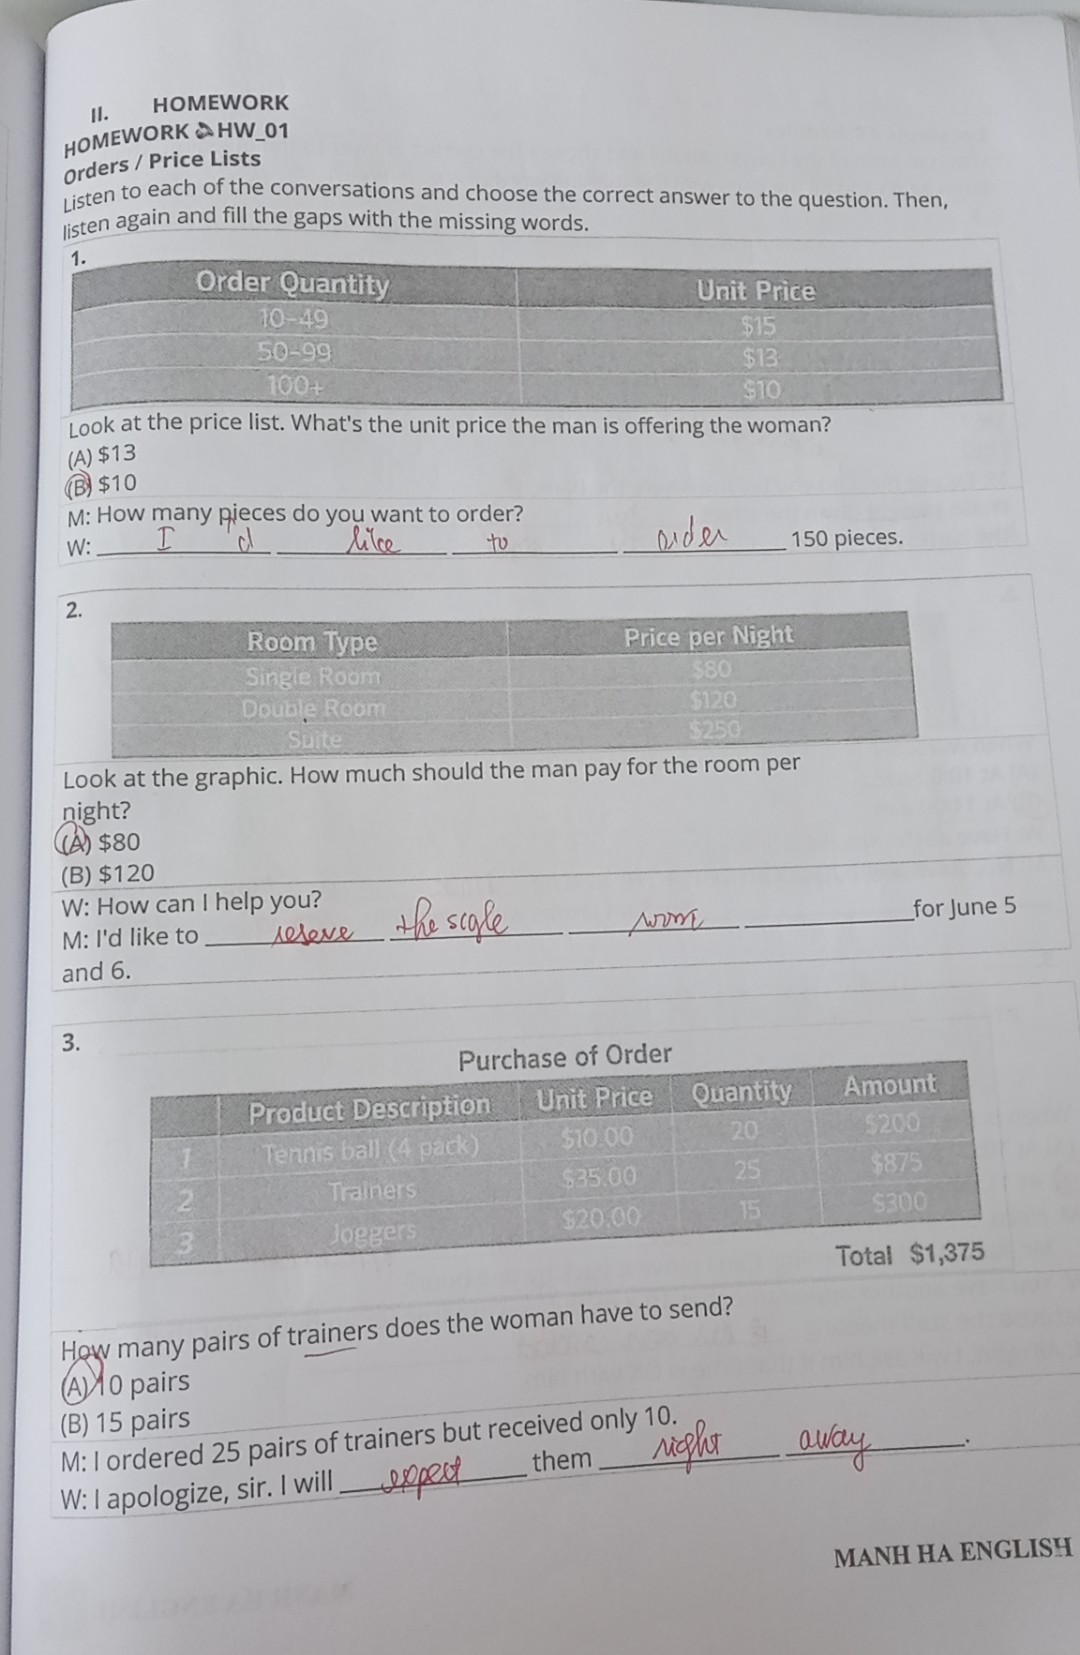 II. HOMEWORK
HOMEWORK HW_01
Orders / Price Lists
Listen to each of the conversations and choose the correct answer to the question. Then,
listen again and fill the gaps with the missing words.
1.
Order Quantity Unit Price
10-49 $15
50-99 $13
100+ $10
Look at the price list. What's the unit price the man is offering the woman?
(A) $13
(B) $10
M: How many pieces do you want to order?
W: I'd like to order 150 pieces.
2.
Room Type Price per Night
Single Room $80
Double Room $120
Suite $250
Look at the graphic. How much should the man pay for the room per
night?
(A) $80
(B) $120
W: How can I help you?
M: I'd like to reseve the sigle room for June 5
and 6.
3.
Purchase of Order
Product Description Unit Price Quantity Amount
1 Tennis ball (4 pack) $10.00 20 $200
2 Trainers $35.00 25 $875
3 Joggers $20.00 15 $300
Total $1,375
How many pairs of trainers does the woman have to send?
(A) 10 pairs
(B) 15 pairs
M: I ordered 25 pairs of trainers but received only 10.
W: I apologize, sir. I will expect them right away.
MANH HA ENGLISH